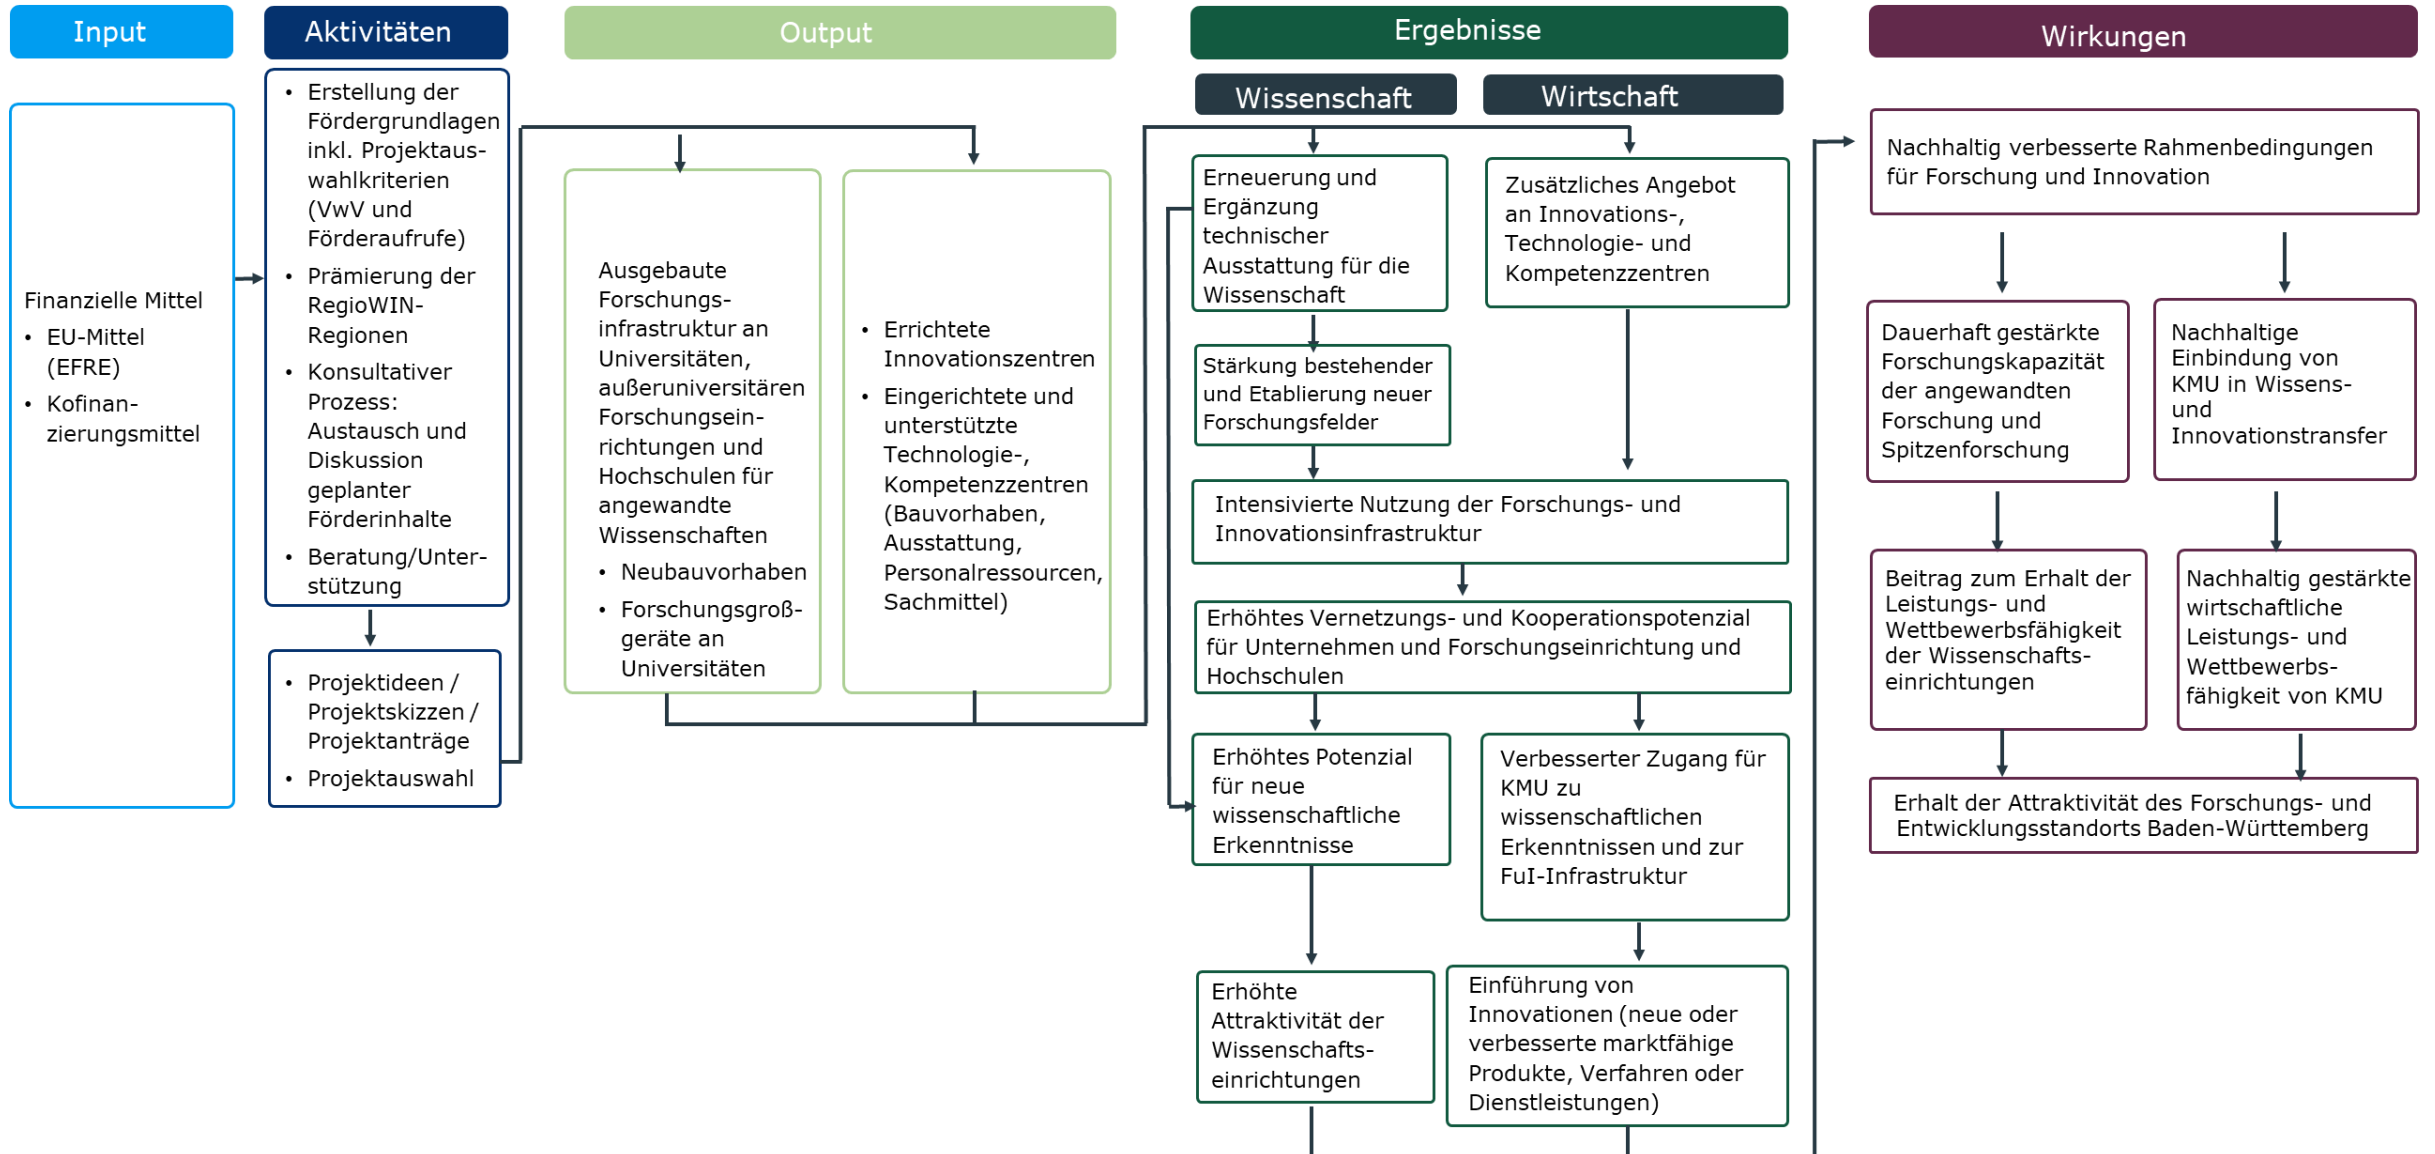 Input
Finanzielle Mittel
• EU-Mittel
(EFRE)
• Kofinan-
zierungsmittel
Aktivitäten
• Erstellung der
Fördergrundlagen
inkl. Projektaus-
wahlkriterien
(VwV und
Förderaufrufe)
• Prämierung der
RegioWIN-
Regionen
• Konsultativer
Prozess:
Austausch und
Diskussion
geplanter
Förderinhalte
• Beratung/Unter-
stützung
• Projektideen /
Projektskizzen /
Projektanträge
• Projektauswahl
Output
Ausgebaute
Forschungs-
infrastruktur an
Universitäten,
außeruniversitären
Forschungsein-
richtungen und
Hochschulen für
angewandte
Wissenschaften
• Neubauvorhaben
• Forschungsgroß-
geräte an
Universitäten
• Errichtete
Innovationszentren
• Eingerichtete und
unterstützte
Technologie-,
Kompetenzzentren
(Bauvorhaben,
Ausstattung,
Personalressourcen,
Sachmittel)
Ergebnisse
Wissenschaft
Wirtschaft
Erneuerung und
Ergänzung
technischer
Ausstattung für die
Wissenschaft
Zusätzliches Angebot
an Innovations-,
Technologie- und
Kompetenzzentren
Stärkung bestehender
und Etablierung neuer
Forschungsfelder
Intensivierte Nutzung der Forschungs- und
Innovationsinfrastruktur
Erhöhtes Vernetzungs- und Kooperationspotenzial
für Unternehmen und Forschungseinrichtung und
Hochschulen
Erhöhtes Potenzial
für neue
wissenschaftliche
Erkenntnisse
Verbesserter Zugang für
KMU zu
wissenschaftlichen
Erkenntnissen und zur
FuI-Infrastruktur
Erhöhte
Attraktivität der
Wissenschafts-
einrichtungen
Einführung von
Innovationen (neue oder
verbesserte marktfähige
Produkte, Verfahren oder
Dienstleistungen)
Wirkungen
Nachhaltig verbesserte Rahmenbedingungen
für Forschung und Innovation
Dauerhaft gestärkte
Forschungskapazität
der angewandten
Forschung und
Spitzenforschung
Nachhaltige
Einbindung von
KMU in Wissens-
und
Innovationstransfer
Beitrag zum Erhalt der
Leistungs- und
Wettbewerbsfähigkeit
der Wissenschafts-
einrichtungen
Nachhaltig gestärkte
wirtschaftliche
Leistungs- und
Wettbewerbs-
fähigkeit von KMU
Erhalt der Attraktivität des Forschungs- und
Entwicklungsstandorts Baden-Württemberg